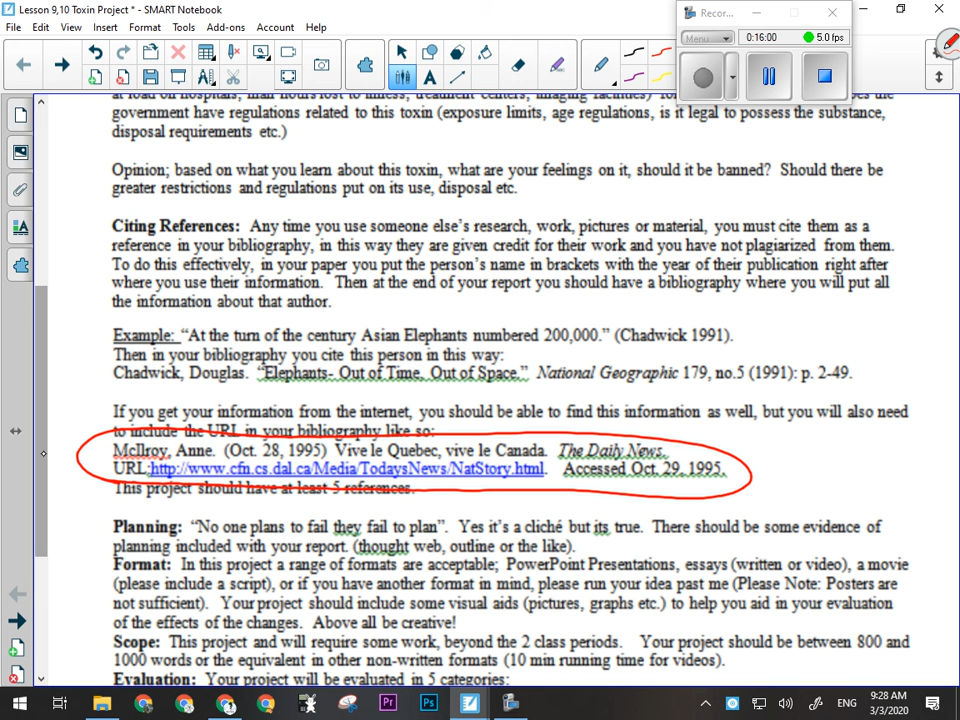 Lesson 9,10 Toxin Project * - SMART Notebook
File Edit View Insert Format Tools Add-ons Account
Recor...
Menu 0:16:00 5.0 fps
government have regulations related to this toxin (exposure limits, age regulations, is it legal to possess the substance,
disposal requirements etc.)
Opinion; based on what you learn about this toxin, what are your feelings on it, should it be banned? Should there be
greater restrictions and regulations put on its use, disposal etc.
Citing References: Any time you use someone else's research, work, pictures or material, you must cite them as a
reference in your bibliography, in this way they are given credit for their work and you have not plagiarized from them.
To do this effectively, in your paper you put the person's name in brackets with the year of their publication right after
where you use their information. Then at the end of your report you should have a bibliography where you will put all
the information about that author.
Example: "At the turn of the century Asian Elephants numbered 200,000." (Chadwick 1991).
Then in your bibliography you cite this person in this way:
Chadwick, Douglas. "Elephants- Out of Time, Out of Space." National Geographic 179, no.5 (1991): p. 2-49.
If you get your information from the internet, you should be able to find this information as well, but you will also need
to include the URL in your bibliography like so:
McIlroy, Anne. (Oct. 28, 1995) Vive le Quebec, vive le Canada. The Daily News.
URL:http://www.cfn.cs.dal.ca/Media/TodaysNews/NatStory.html. Accessed Oct. 29, 1995.
This project should have at least 5 references.
Planning: "No one plans to fail they fail to plan". Yes it's a cliché but its true. There should be some evidence of
planning included with your report. (thought web, outline or the like).
Format: In this project a range of formats are acceptable; PowerPoint Presentations, essays (written or video), a movie
(please include a script), or if you have another format in mind, please run your idea past me (Please Note: Posters are
not sufficient). Your project should include some visual aids (pictures, graphs etc.) to help you aid in your evaluation
of the effects of the changes. Above all be creative!
Scope: This project and will require some work, beyond the 2 class periods. Your project should be between 800 and
1000 words or the equivalent in other non-written formats (10 min running time for videos).
Evaluation: Your project will be evaluated in 5 categories:
ENG
9:28 AM
3/3/2020